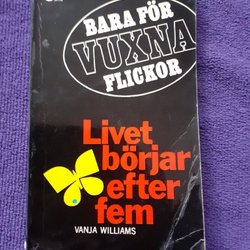 BARA FÖR
VUXNA
FLICKOR
Livet
börjar
efter
fem
VANJA WILLIAMS